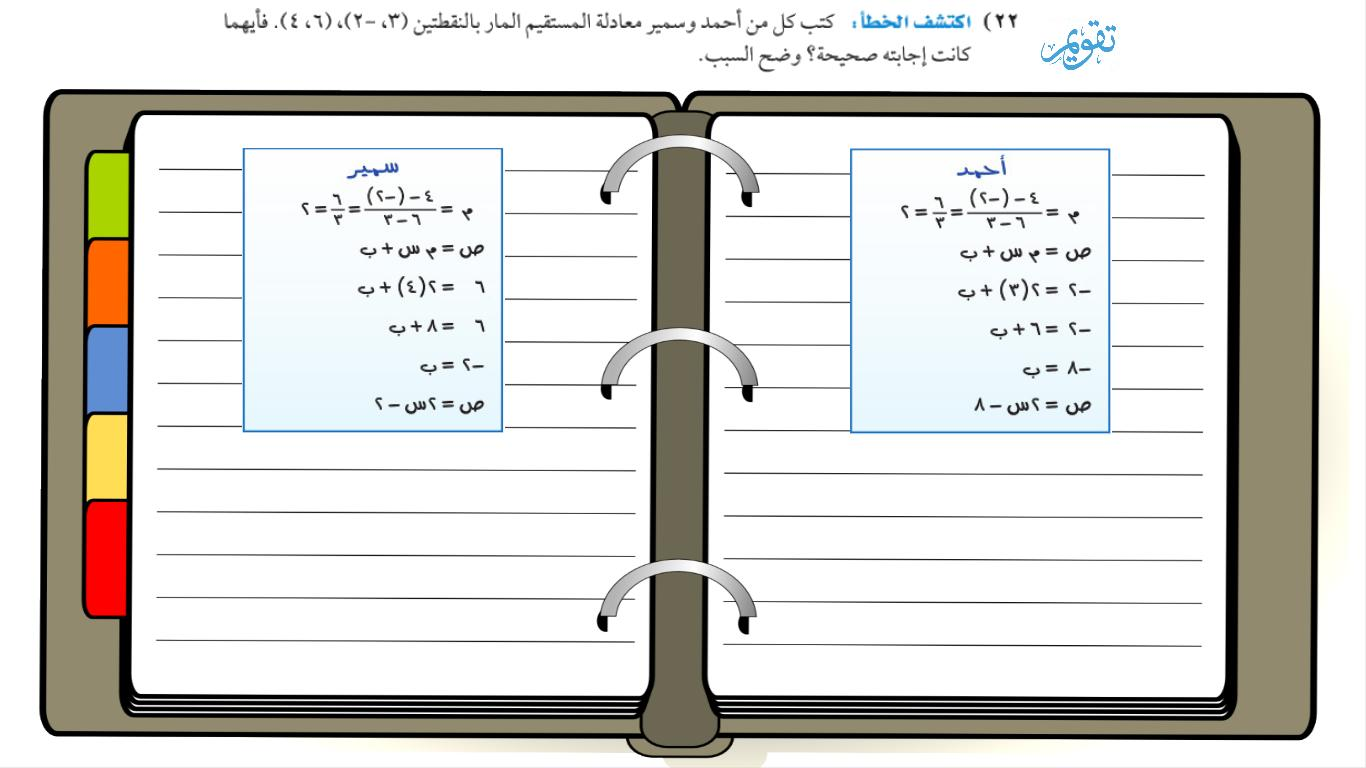 تقويم
٢٢) اكتشف الخطأ: كتب كل من أحمد وسمير معادلة المستقيم المار بالنقطتين (٣، -٢)، (٦، ٤). فأيهما
كانت إجابته صحيحة؟ وضح السبب.
أحمد
م = ٤ - (-٢) / ٦ - ٣ = ٦ / ٣ = ٢
ص = م س + ب
-٢ = ٢(٣) + ب
-٢ = ٦ + ب
-٨ = ب
ص = ٢س - ٨
سمير
م = ٤ - (-٢) / ٦ - ٣ = ٦ / ٣ = ٢
ص = م س + ب
٦ = ٢(٤) + ب
٦ = ٨ + ب
-٢ = ب
ص = ٢س - ٢